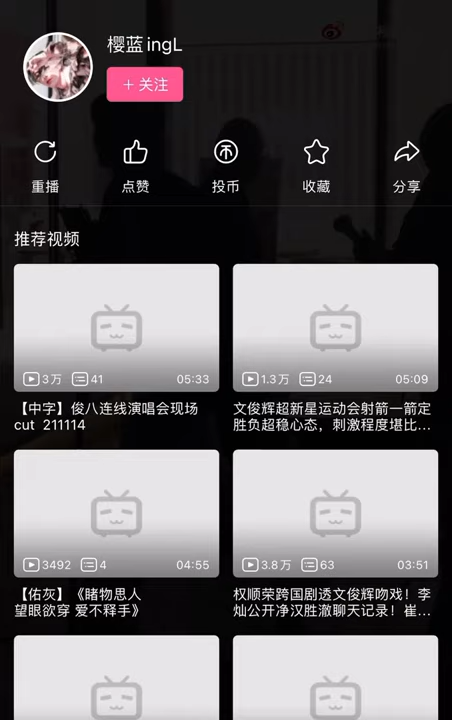 樱蓝ingL
＋ 关注
重播 点赞 投币 收藏 分享
推荐视频
3万 41 05:33
1.3万 24 05:09
【中字】俊八连线演唱会现场
cut 211114
文俊辉超新星运动会射箭一箭定
胜负超稳心态，刺激程度堪比...
3492 4 04:55
3.8万 63 03:51
【佑灰】《睹物思人
望眼欲穿 爱不释手》
权顺荣跨国剧透文俊辉吻戏！李
灿公开净汉胜澈聊天记录！崔...